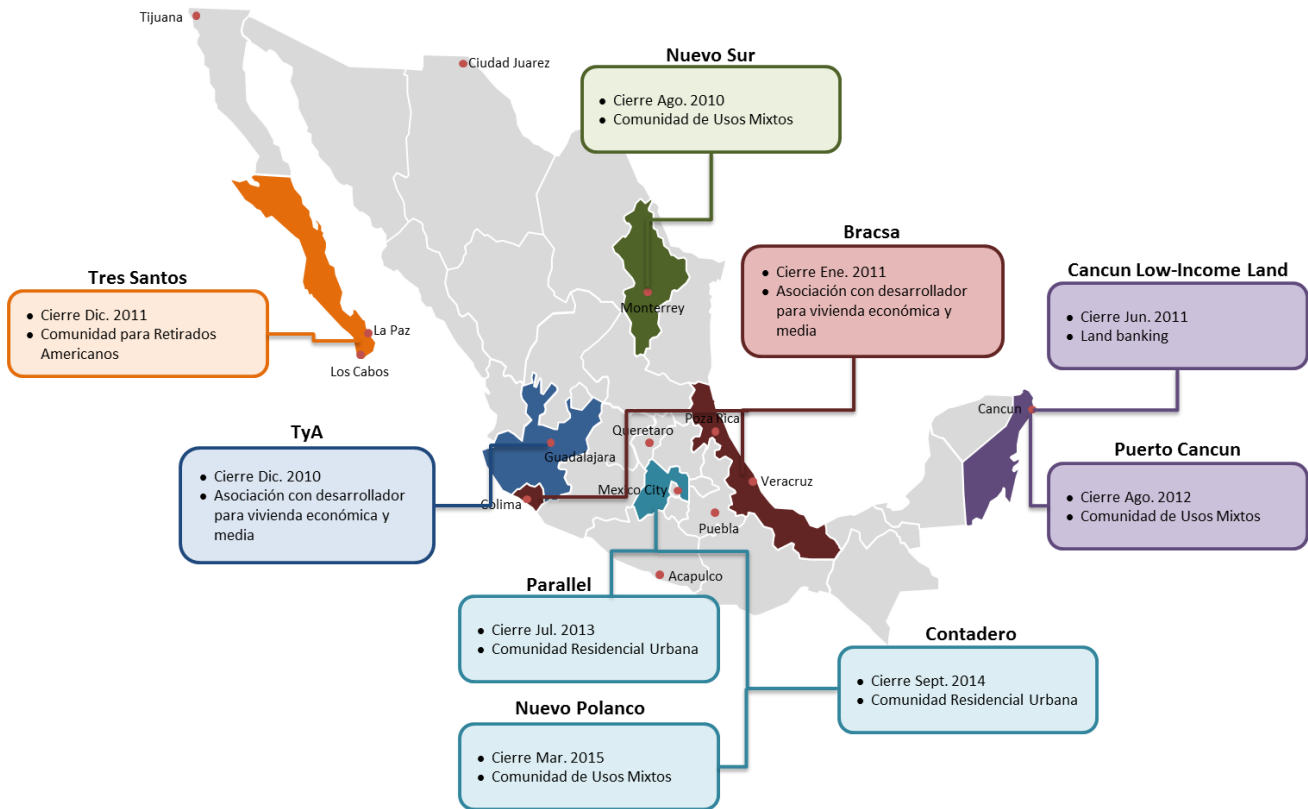 Tijuana
Ciudad Juarez
Nuevo Sur
● Cierre Ago. 2010
● Comunidad de Usos Mixtos
Bracsa
● Cierre Ene. 2011
● Asociación con desarrollador
para vivienda económica y
media
Cancun Low-Income Land
● Cierre Jun. 2011
● Land banking
Tres Santos
● Cierre Dic. 2011
● Comunidad para Retirados
Americanos
La Paz
Los Cabos
Monterrey
Cancun
Poza Rica
Queretaro
Guadalajara
TyA
● Cierre Dic. 2010
● Asociación con desarrollador
para vivienda económica y
media
Puerto Cancun
● Cierre Ago. 2012
● Comunidad de Usos Mixtos
Colima
Mexico City
Veracruz
Puebla
Acapulco
Parallel
● Cierre Jul. 2013
● Comunidad Residencial Urbana
Contadero
● Cierre Sept. 2014
● Comunidad Residencial Urbana
Nuevo Polanco
● Cierre Mar. 2015
● Comunidad de Usos Mixtos